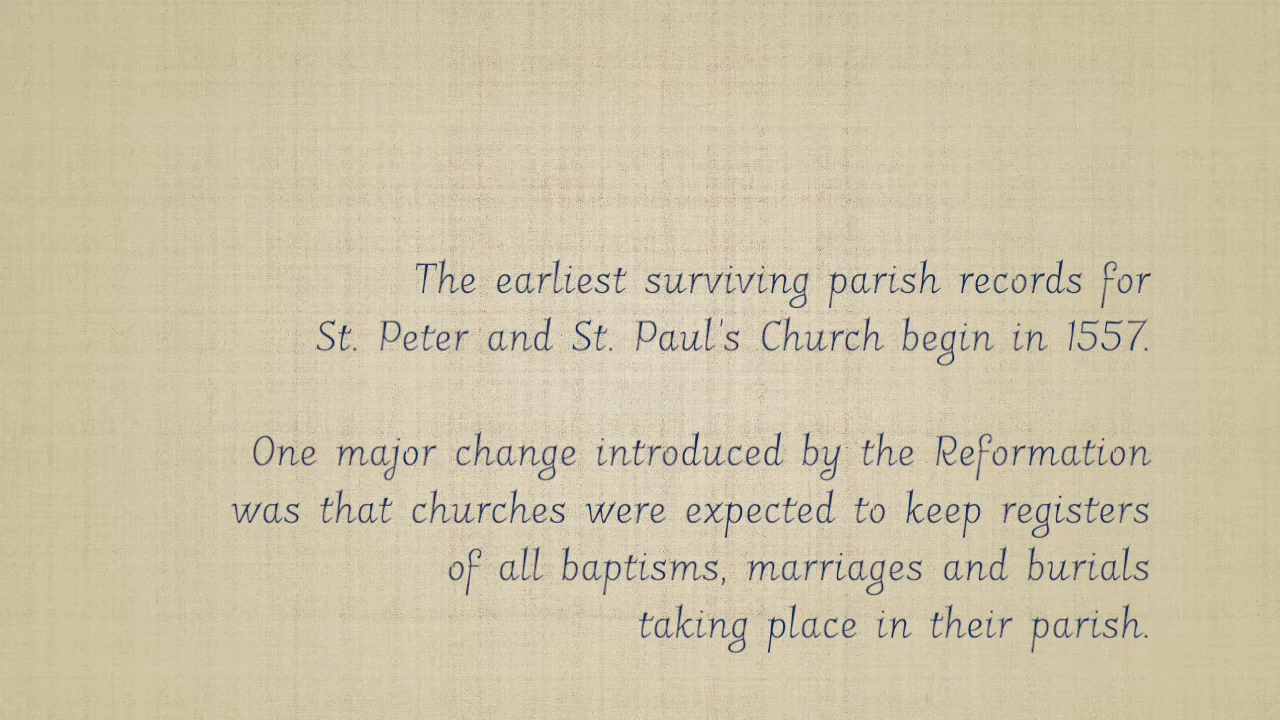 The earliest surviving parish records for
St. Peter and St. Paul's Church begin in 1557.
One major change introduced by the Reformation
was that churches were expected to keep registers
of all baptisms, marriages and burials
taking place in their parish.